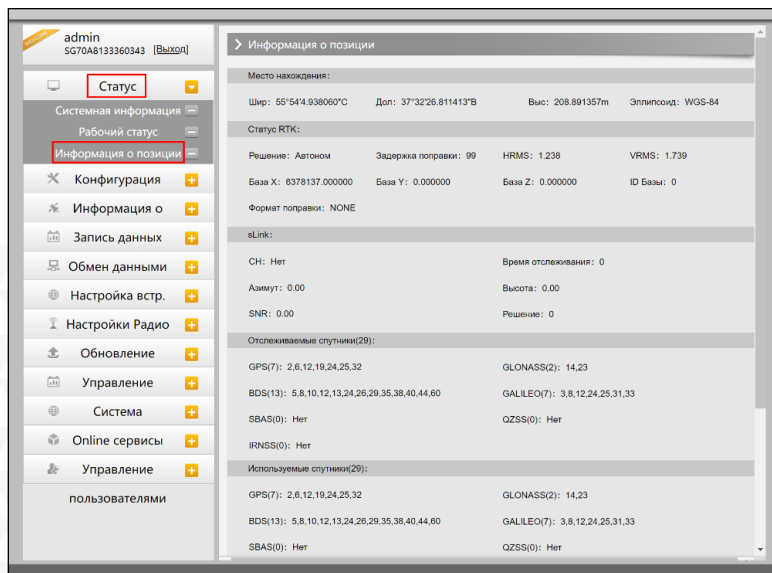 WELCOME
admin
SG70A8133360343 [Выход]
Статус
Системная информация
Рабочий статус
Информация о позиции
Конфигурация
Информация о
Запись данных
Обмен данными
Настройка встр.
Настройки Радио
Обновление
Управление
Система
Online сервисы
Управление
пользователями
Информация о позиции
Место нахождения:
Шир: 55°54'4.938060"С Дол: 37°32'26.811413"В Выс: 208.891357m Эллипсоид: WGS-84
Статус RTK:
Решение: Автоном Задержка поправки: 99 HRMS: 1.238 VRMS: 1.739
База X: 6378137.000000 База Y: 0.000000 База Z: 0.000000 ID Базы: 0
Формат поправки: NONE
sLink:
CH: Нет Время отслеживания: 0
Азимут: 0.00 Высота: 0.00
SNR: 0.00 Решение: 0
Отслеживаемые спутники(29):
GPS(7): 2,6,12,19,24,25,32 GLONASS(2): 14,23
BDS(13): 5,8,10,12,13,24,26,29,35,38,40,44,60 GALILEO(7): 3,8,12,24,25,31,33
SBAS(0): Нет QZSS(0): Нет
IRNSS(0): Нет
Используемые спутники(29):
GPS(7): 2,6,12,19,24,25,32 GLONASS(2): 14,23
BDS(13): 5,8,10,12,13,24,26,29,35,38,40,44,60 GALILEO(7): 3,8,12,24,25,31,33
SBAS(0): Нет QZSS(0): Нет